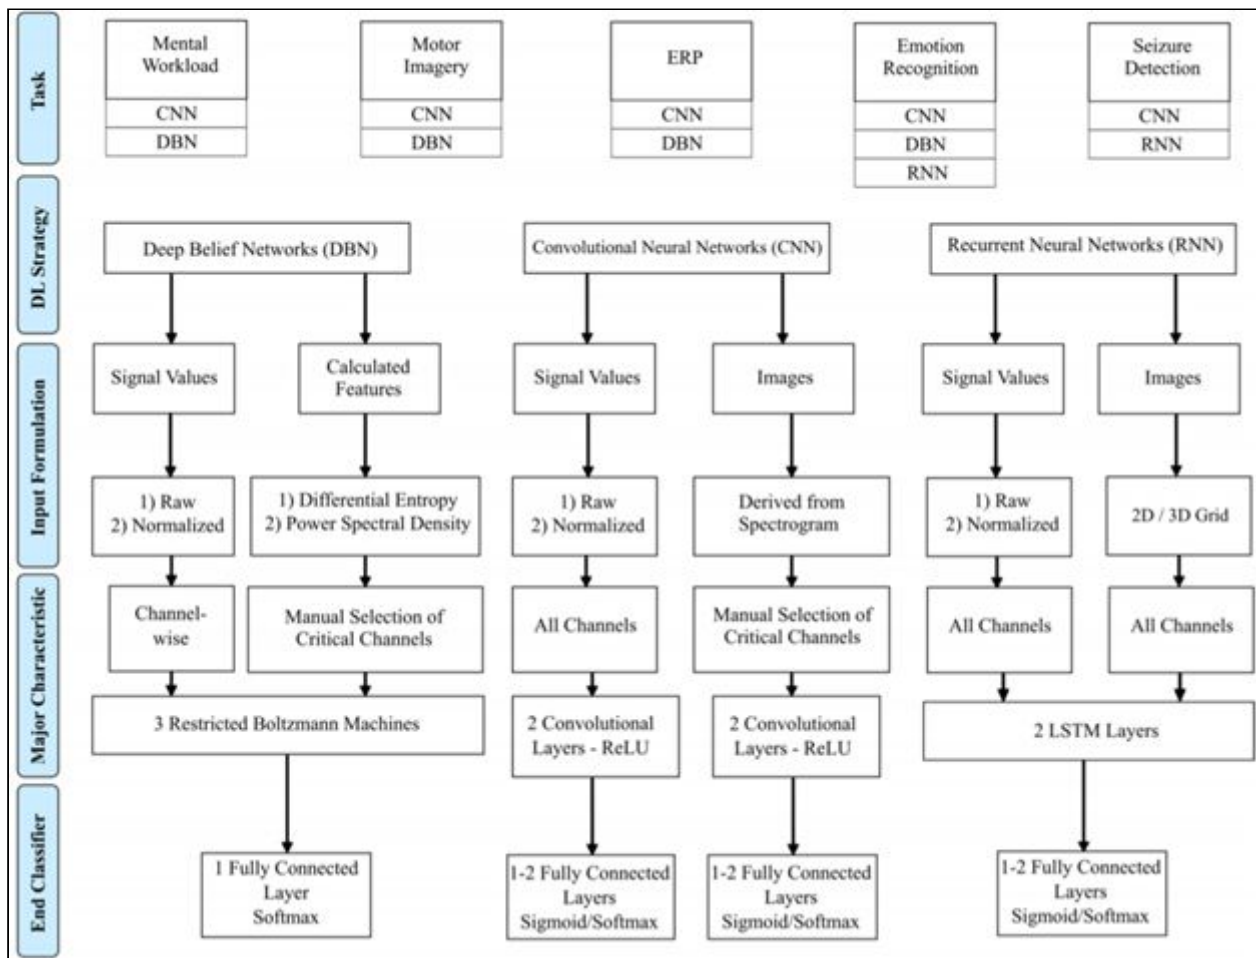 Task
Mental
Workload
CNN
DBN
Motor
Imagery
CNN
DBN
ERP
CNN
DBN
Emotion
Recognition
CNN
DBN
RNN
Seizure
Detection
CNN
RNN
DL Strategy
Deep Belief Networks (DBN)
Convolutional Neural Networks (CNN)
Recurrent Neural Networks (RNN)
Input Formulation
Signal Values
Calculated
Features
Signal Values
Images
Signal Values
Images
1) Raw
2) Normalized
1) Differential Entropy
2) Power Spectral Density
1) Raw
2) Normalized
Derived from
Spectrogram
1) Raw
2) Normalized
2D / 3D Grid
Major Characteristic
Channel-
wise
Manual Selection of
Critical Channels
All Channels
Manual Selection of
Critical Channels
All Channels
All Channels
3 Restricted Boltzmann Machines
2 Convolutional
Layers - ReLU
2 Convolutional
Layers - ReLU
2 LSTM Layers
End Classifier
1 Fully Connected
Layer
Softmax
1-2 Fully Connected
Layers
Sigmoid/Softmax
1-2 Fully Connected
Layers
Sigmoid/Softmax
1-2 Fully Connected
Layers
Sigmoid/Softmax